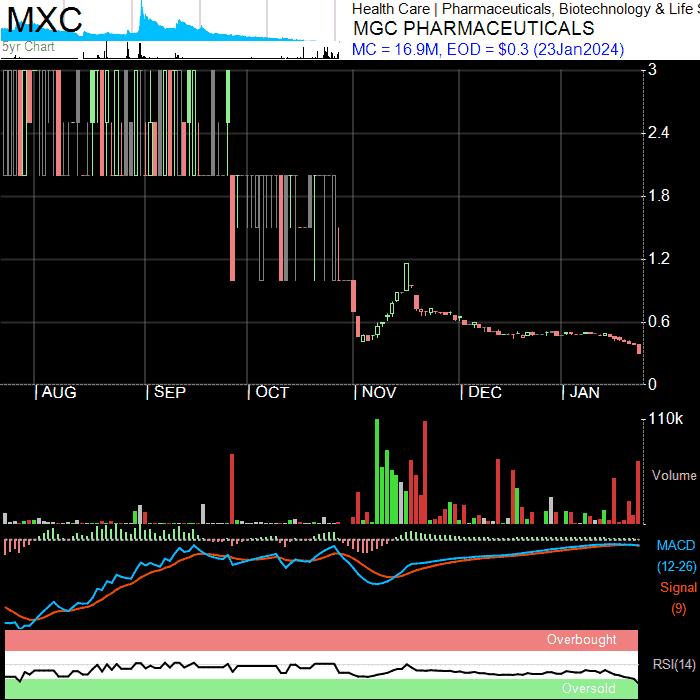 MXC
5yr Chart
Health Care | Pharmaceuticals, Biotechnology & Life S
MGC PHARMACEUTICALS
MC = 16.9M, EOD = $0.3 (23Jan2024)
3
2.4
1.8
1.2
0.6
0
| AUG | SEP | OCT | NOV | DEC | JAN
110k
Volume
MACD
(12-26)
Signal
(9)
Overbought
RSI(14)
Oversold